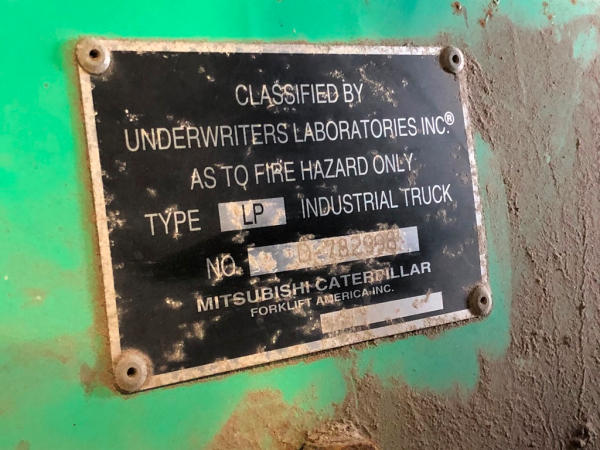 CLASSIFIED BY
UNDERWRITERS LABORATORIES INC.®
AS TO FIRE HAZARD ONLY
TYPE LP INDUSTRIAL TRUCK
NO.
MITSUBISHI CATERPILLAR
FORKLIFT AMERICA INC.